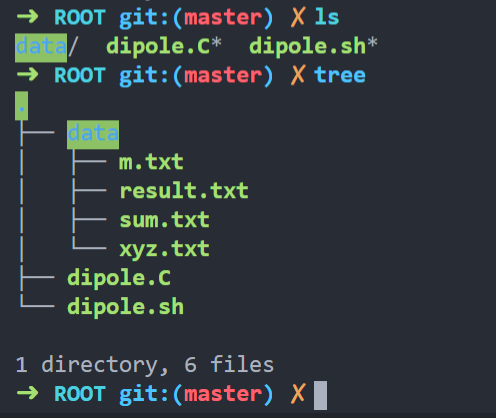 ➜ ROOT git:(master) ✗ ls
data/  dipole.C*  dipole.sh*
➜ ROOT git:(master) ✗ tree
.
├── data
│   ├── m.txt
│   ├── result.txt
│   ├── sum.txt
│   └── xyz.txt
├── dipole.C
└── dipole.sh
1 directory, 6 files
➜ ROOT git:(master) ✗